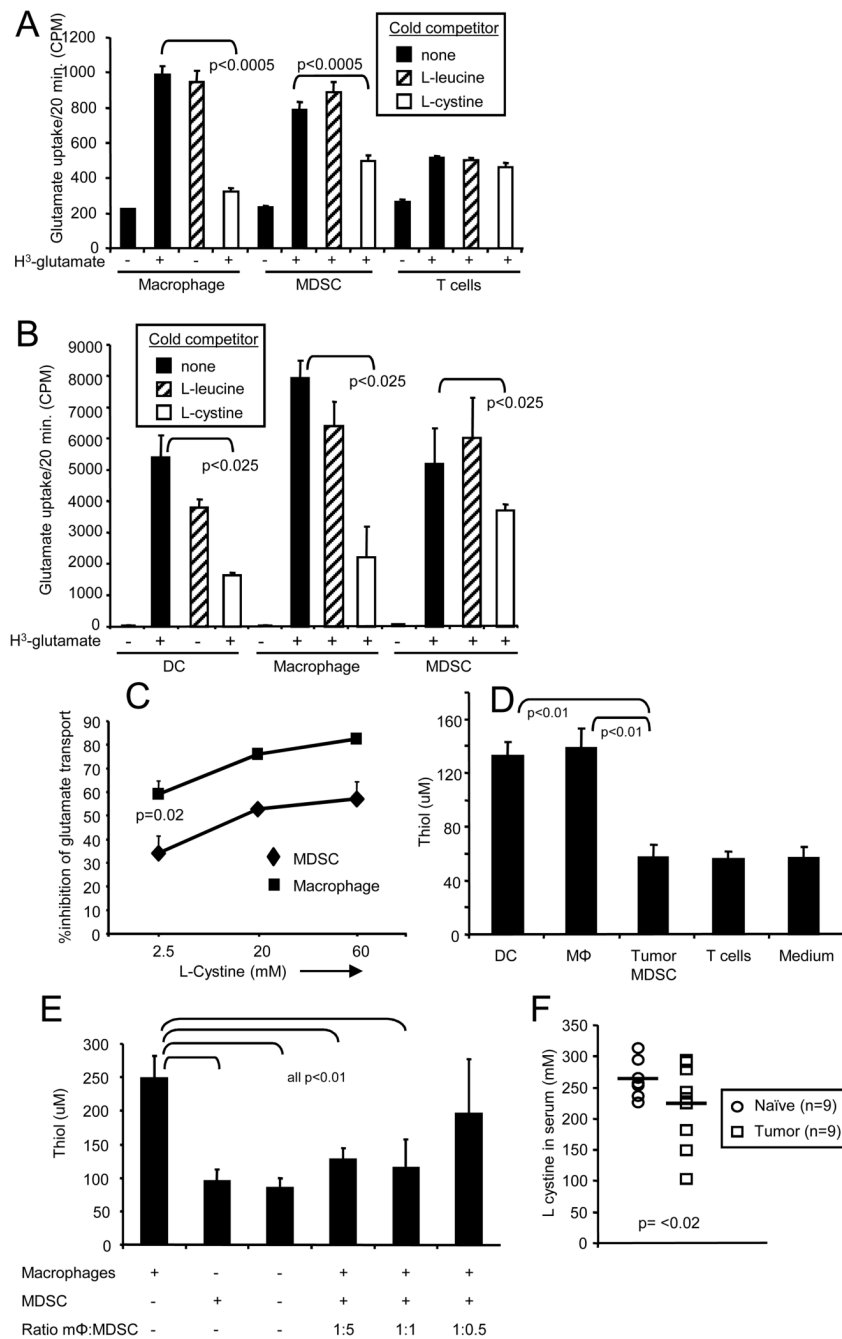 A
Glutamate uptake/20 min. (CPM)
1200
1000
800
600
400
200
0
p<0.0005
p<0.0005
Cold competitor
none
L-leucine
L-cystine
H³-glutamate - + - + - + + + - + + +
Macrophage MDSC T cells
B
Glutamate uptake/20 min. (CPM)
9000
8000
7000
6000
5000
4000
3000
2000
1000
0
Cold competitor
none
L-leucine
L-cystine
p<0.025
p<0.025
p<0.025
H³-glutamate - + - + - + + + - + + +
DC Macrophage MDSC
C
%inhibition of glutamate transport
90
80
70
60
50
40
30
20
10
0
p=0.02
MDSC
Macrophage
2.5 20 60
L-Cystine (mM)
D
Thiol (uM)
160
120
80
60
0
p<0.01
p<0.01
DC MΦ Tumor MDSC T cells Medium
E
Thiol (uM)
300
250
200
150
100
50
0
all p<0.01
Macrophages + - - + + +
MDSC - + - + + +
Ratio mΦ:MDSC - - - 1:5 1:1 1:0.5
F
L cystine in serum (mM)
350
300
250
200
150
100
50
0
p= <0.02
Naïve (n=9)
Tumor (n=9)